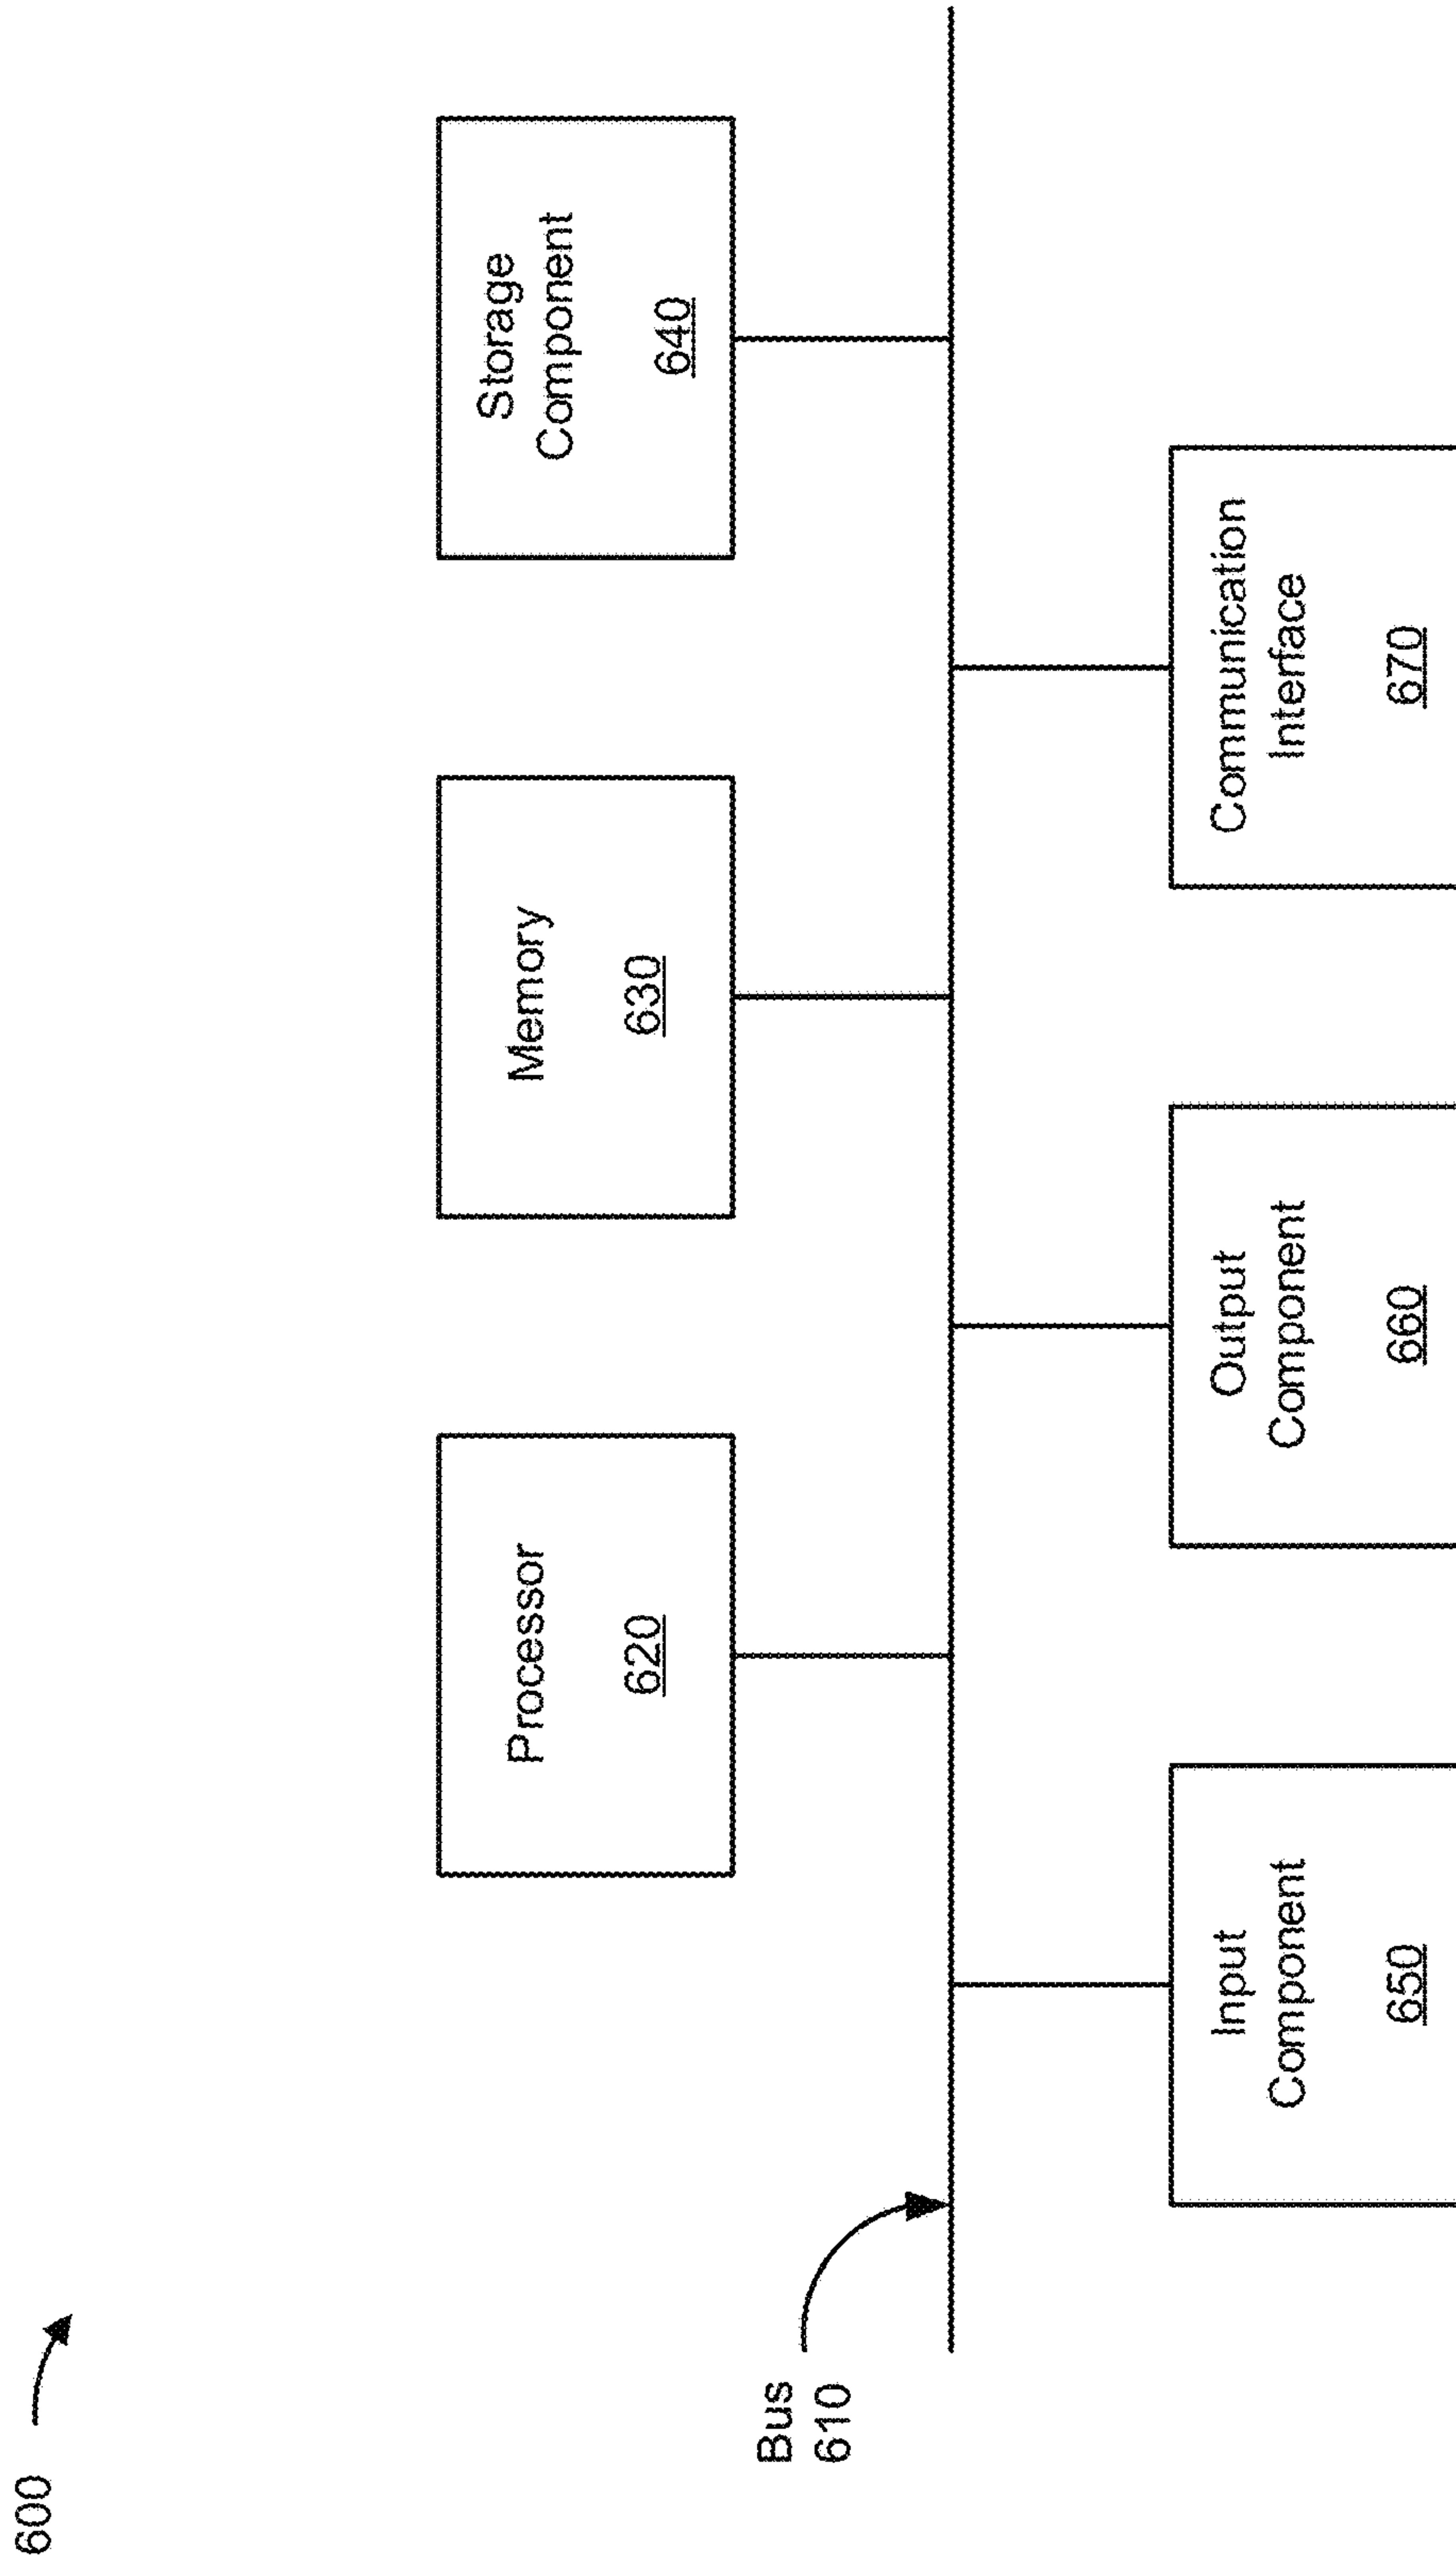 600
Processor
620
Memory
630
Storage
Component
640
Bus
610
Input
Component
650
Output
Component
660
Communication
Interface
670